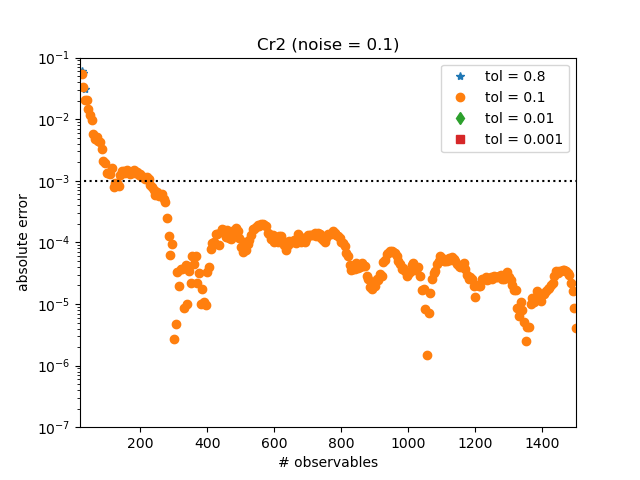 Cr2 (noise = 0.1)
absolute error
10⁻¹
10⁻²
10⁻³
10⁻⁴
10⁻⁵
10⁻⁶
10⁻⁷
tol = 0.8
tol = 0.1
tol = 0.01
tol = 0.001
200 400 600 800 1000 1200 1400
# observables